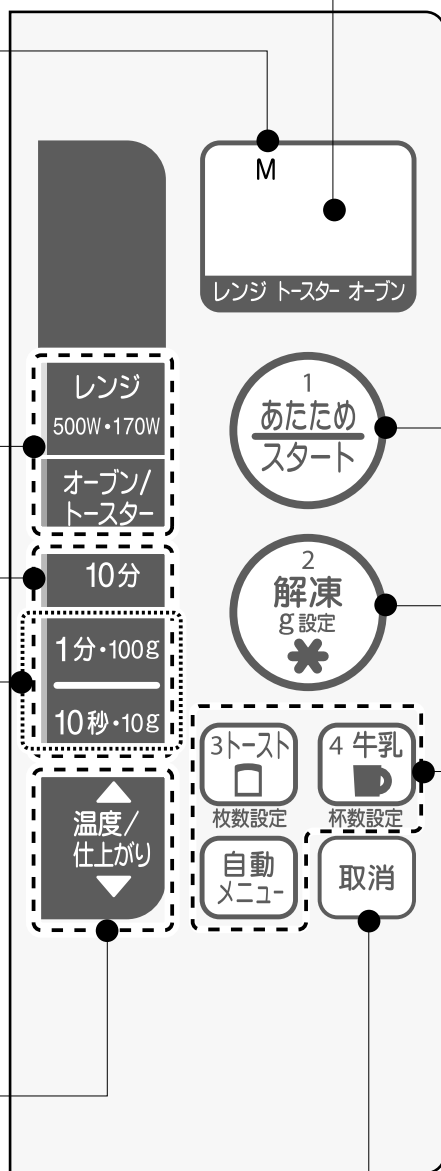 M
レンジ トースター オーブン
レンジ
500W・170W
オーブン/
トースター
10分
1分・100g
10秒・10g
温度/
仕上がり
1
あたため
スタート
2
解凍
g設定
3トースト
枚数設定
4 牛乳
杯数設定
自動
メニュー
取消